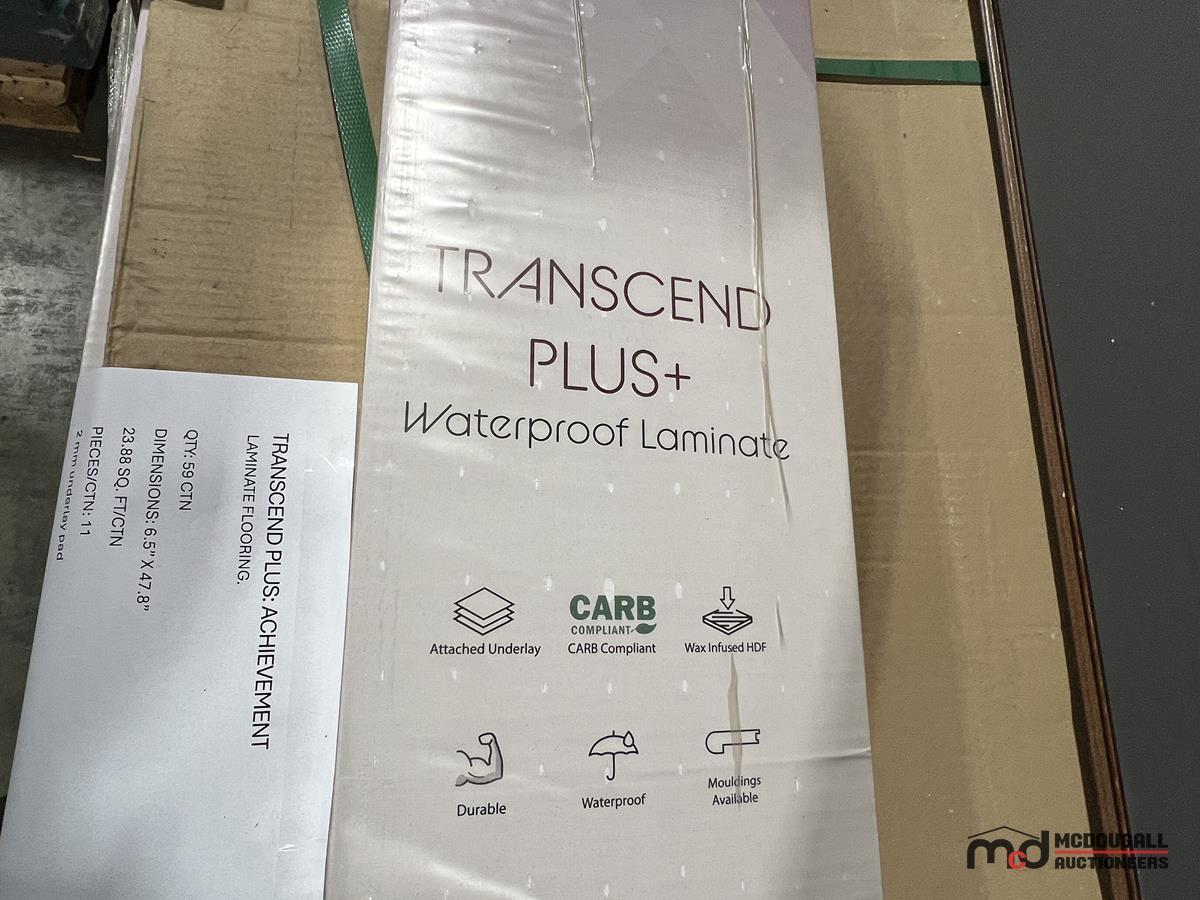 TRANSCEND
PLUS+
Waterproof Laminate
Attached Underlay
CARB
COMPLIANT
CARB Compliant
Wax Infused HDF
Durable
Waterproof
Mouldings
Available
TRANSCEND PLUS: ACHIEVEMENT
LAMINATE FLOORING.
QTY: 59 CTN
DIMENSIONS: 6.5" X 47.8"
23.88 SQ. FT/CTN
PIECES/CTN: 11
2 mm underlay pad
mcd
MCDOUGALL
AUCTIONEERS